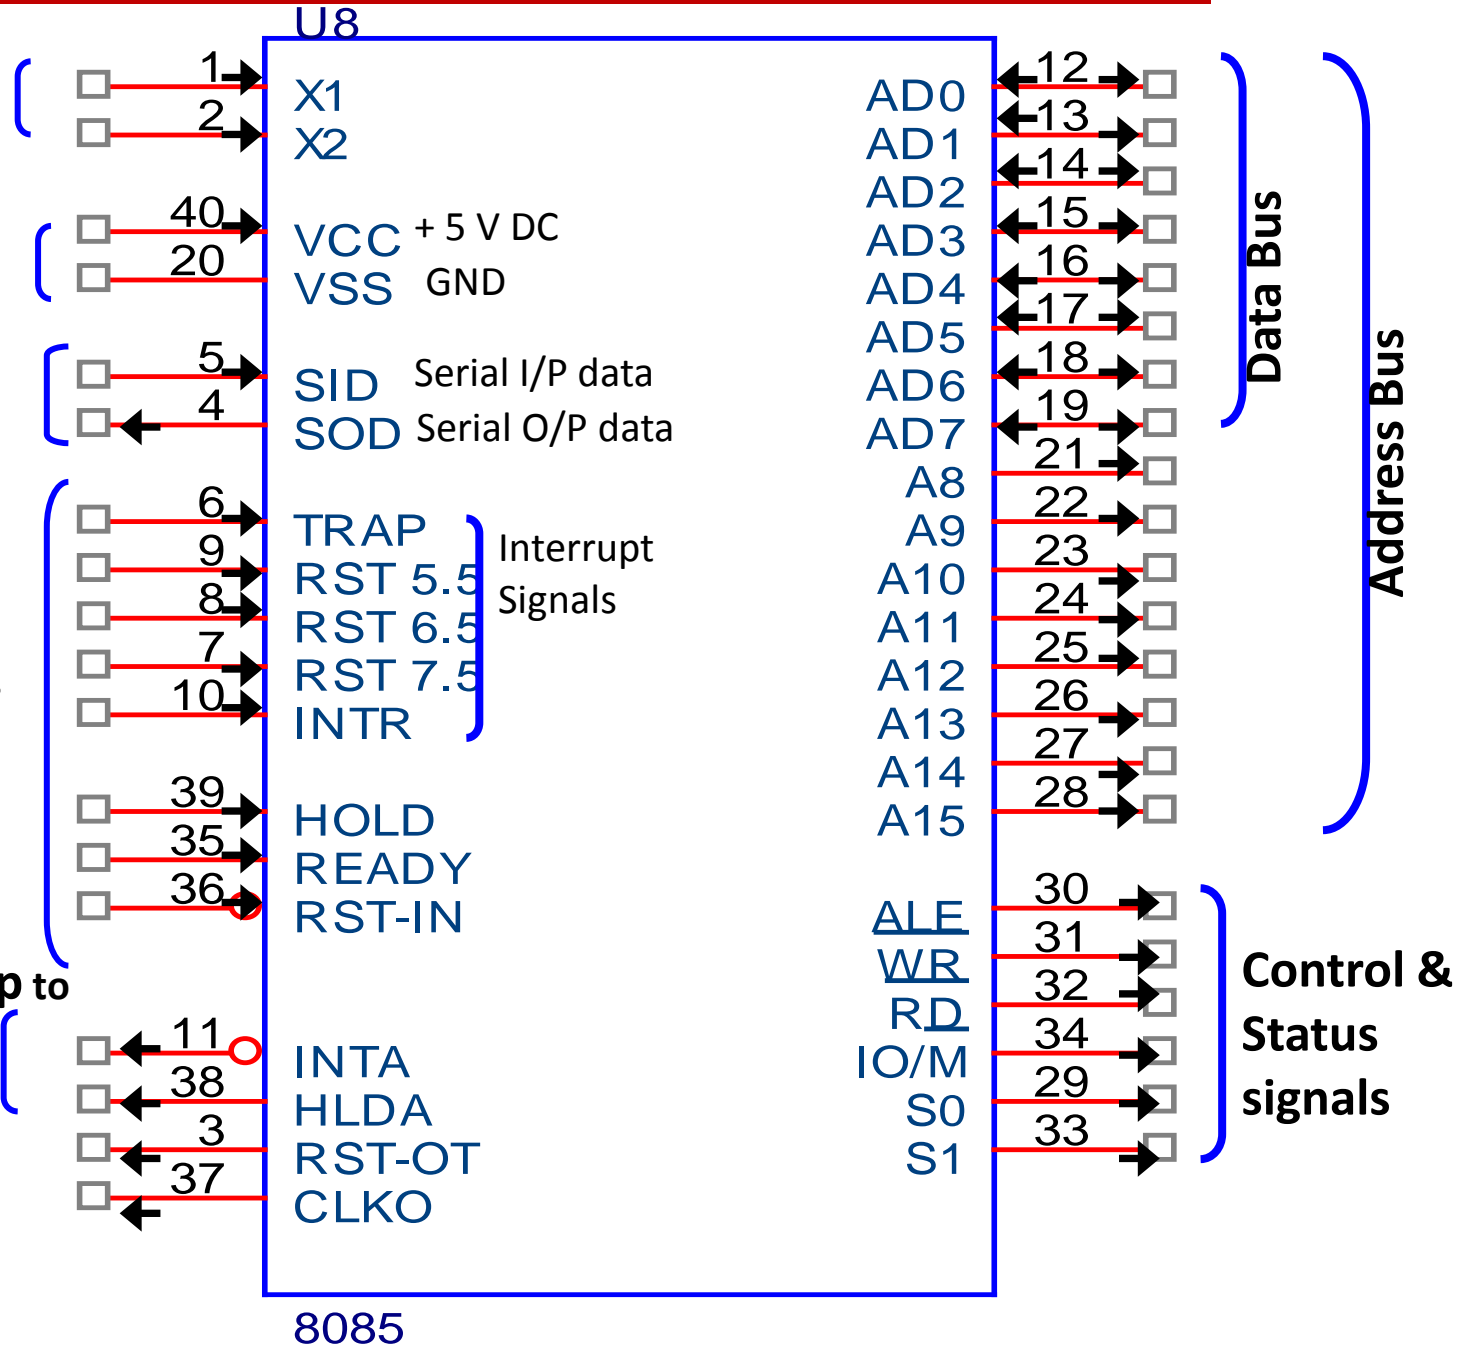 U8
1 X1
2 X2
40 VCC + 5 V DC
20 VSS GND
5 SID Serial I/P data
4 SOD Serial O/P data
6 TRAP
9 RST 5.5
8 RST 6.5
7 RST 7.5
10 INTR
Interrupt
Signals
39 HOLD
35 READY
36 RST-IN
p to
11 INTA
38 HLDA
3 RST-OT
37 CLKO
AD0 12
AD1 13
AD2 14
AD3 15
AD4 16
AD5 17
AD6 18
AD7 19
A8 21
A9 22
A10 23
A11 24
A12 25
A13 26
A14 27
A15 28
Data Bus
Address Bus
ALE 30
WR 31
RD 32
IO/M 34
S0 29
S1 33
Control &
Status
signals
8085